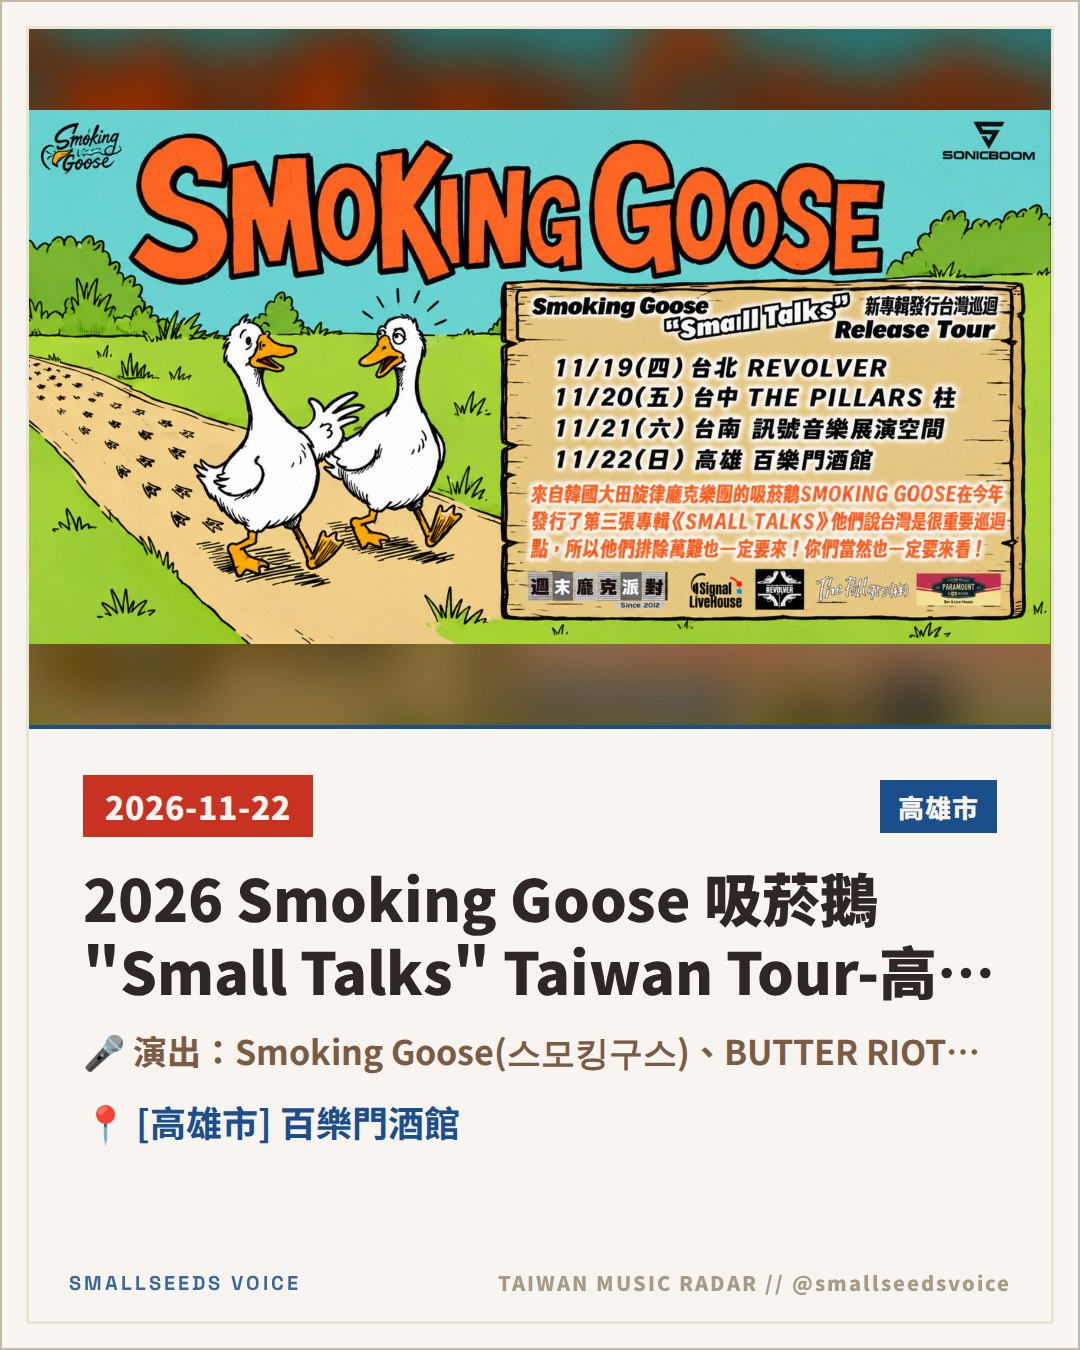 Smoking
Goose
SMOKING GOOSE
SONICBOOM
Smoking Goose
"Small Talks"
新專輯發行台灣巡迴
Release Tour
11/19(四) 台北 REVOLVER
11/20(五) 台中 THE PILLARS 柱
11/21(六) 台南 訊號音樂展演空間
11/22(日) 高雄 百樂門酒館
來自韓國大田旋律龐克樂團的吸菸鵝SMOKING GOOSE在今年
發行了第三張專輯《SMALL TALKS》他們說台灣是很重要巡迴
點，所以他們排除萬難也一定要來！你們當然也一定要來看！
週末龐克派對
Since 2012
Signal
LiveHouse
REVOLVER
The Pillars(柱)
PARAMOUNT
Bar & Live House
2026-11-22
高雄市
2026 Smoking Goose 吸菸鵝
"Small Talks" Taiwan Tour-高…
🎤 演出：Smoking Goose(스모킹구스)、BUTTER RIOT…
📍 [高雄市] 百樂門酒館
SMALLSEEDS VOICE
TAIWAN MUSIC RADAR // @smallseedsvoice